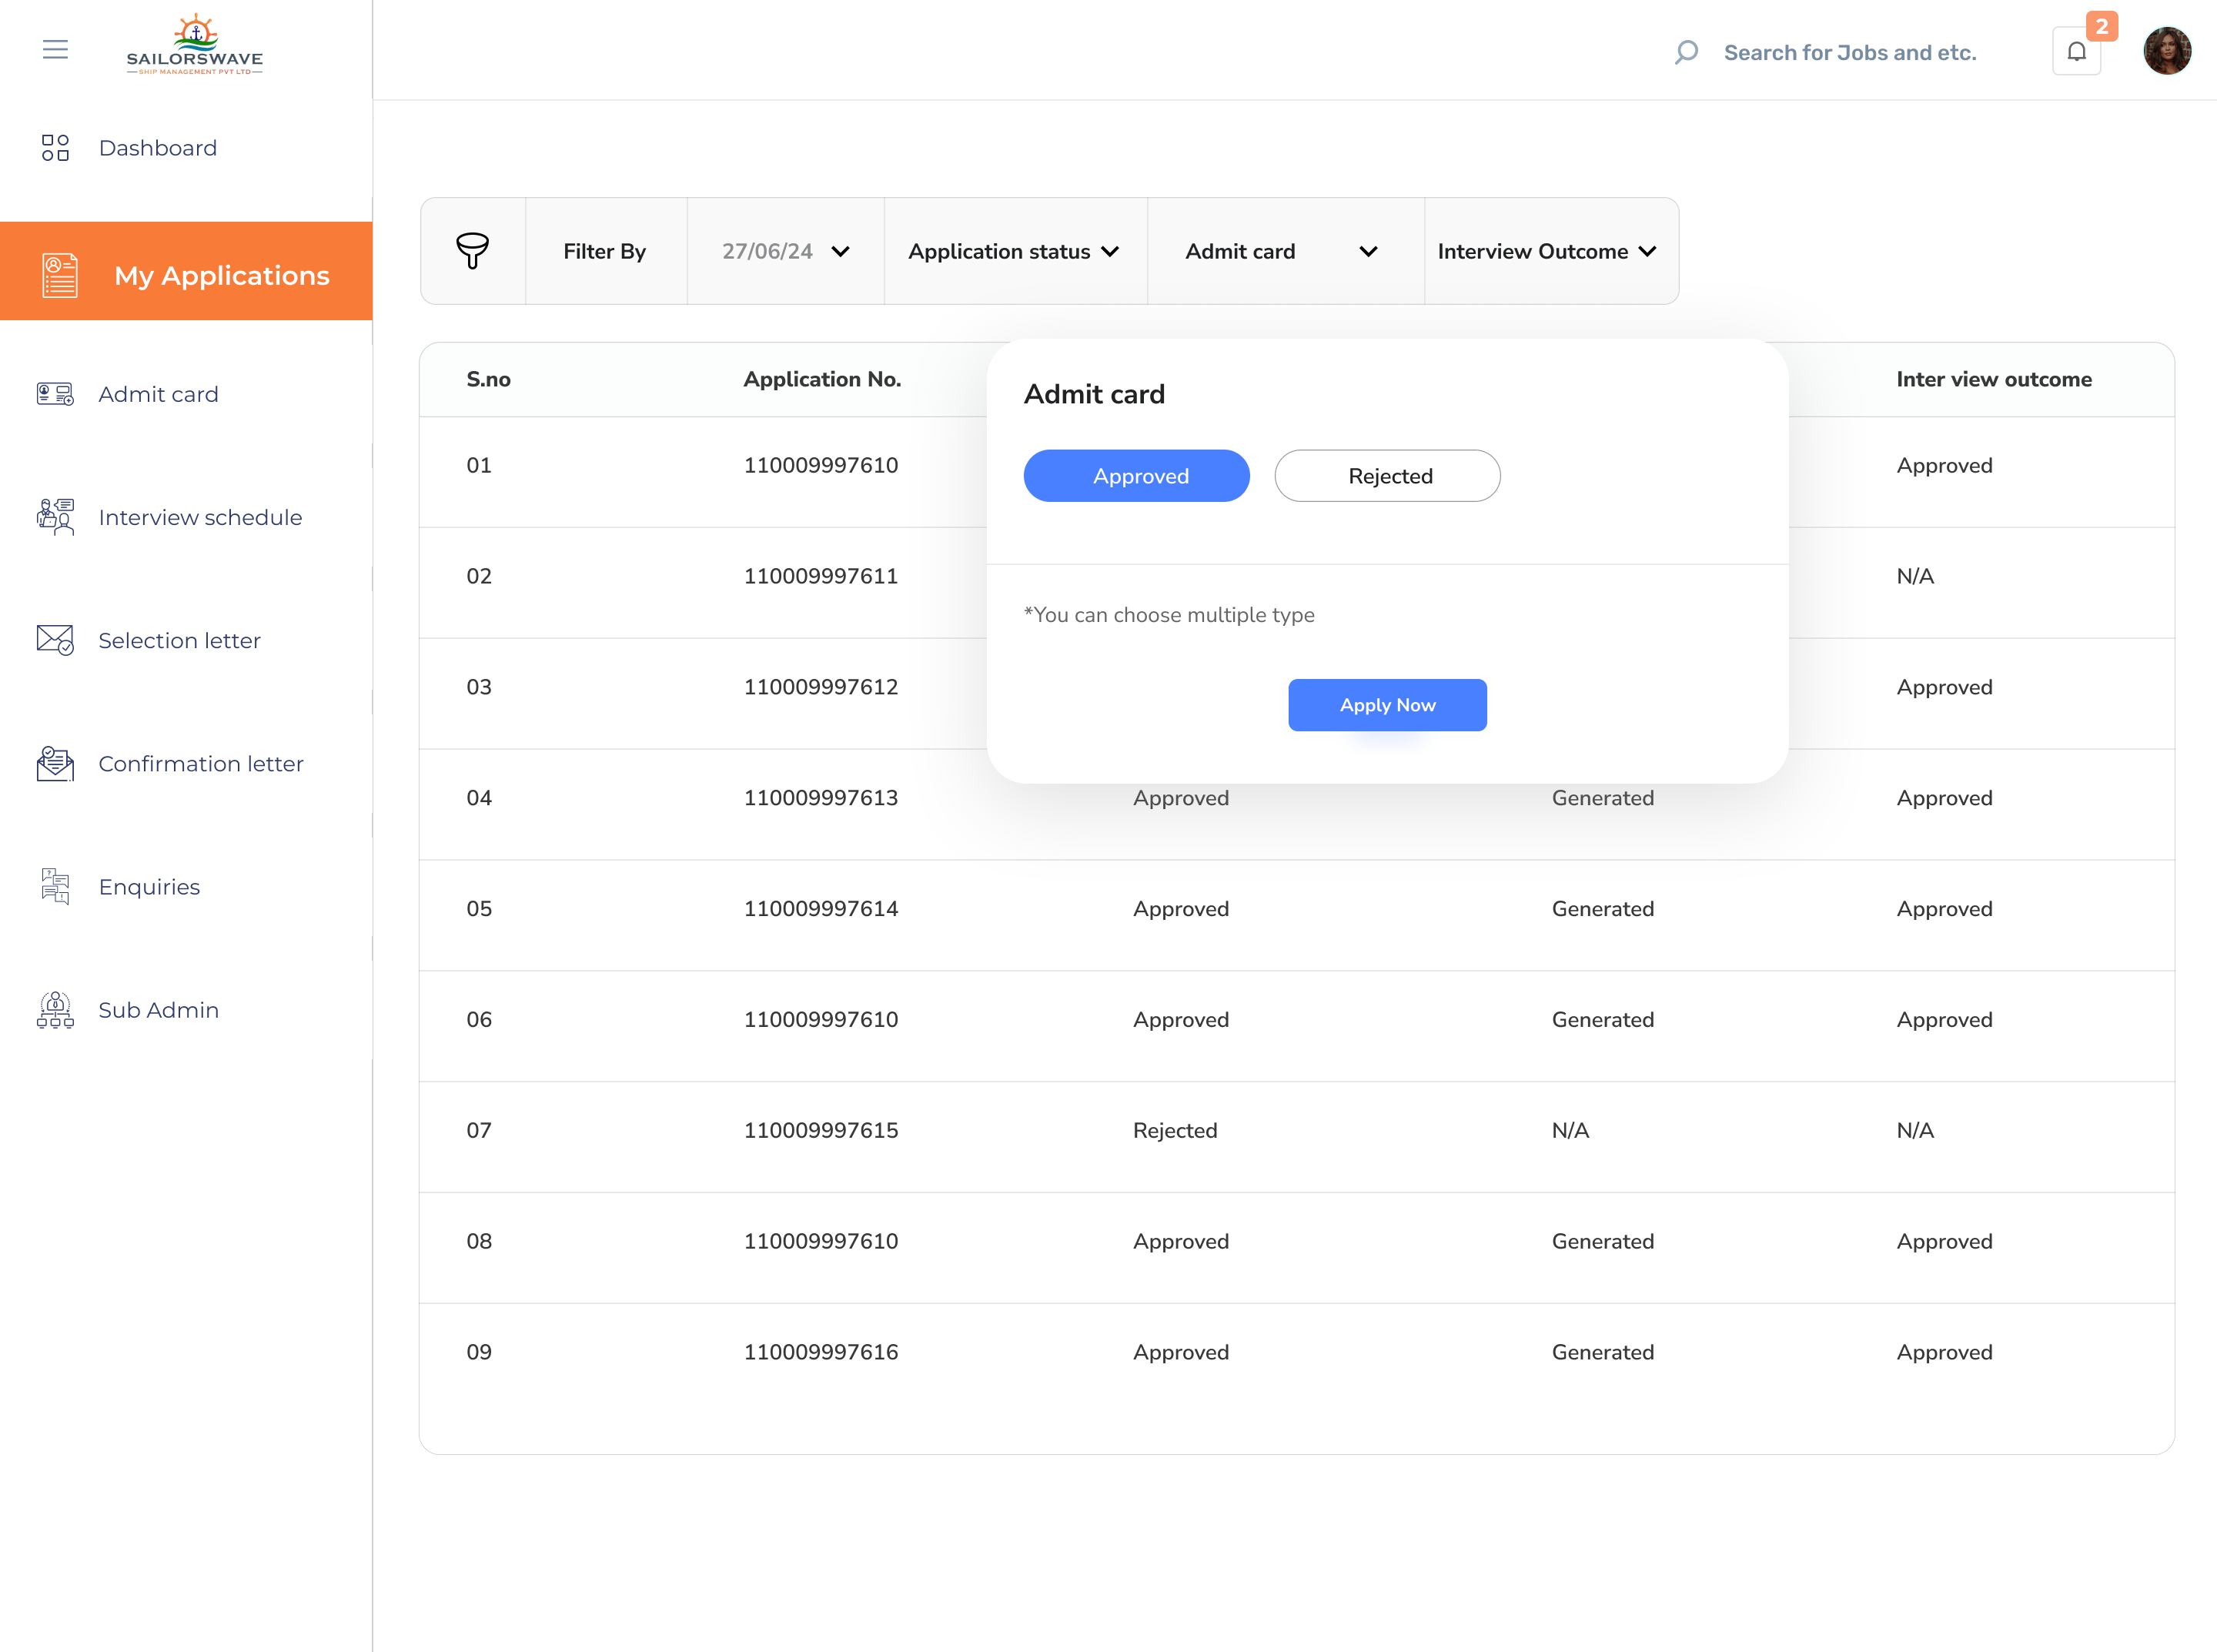 SAILORSWAVE
SHIP MANAGEMENT PVT LTD
Search for Jobs and etc.
2
Dashboard
My Applications
Admit card
Interview schedule
Selection letter
Confirmation letter
Enquiries
Sub Admin
Filter By 27/06/24 Application status Admit card Interview Outcome
S.no Application No. Inter view outcome
Admit card
Approved Rejected
*You can choose multiple type
Apply Now
01 110009997610 Approved
02 110009997611 N/A
03 110009997612 Approved
04 110009997613 Approved Generated Approved
05 110009997614 Approved Generated Approved
06 110009997610 Approved Generated Approved
07 110009997615 Rejected N/A N/A
08 110009997610 Approved Generated Approved
09 110009997616 Approved Generated Approved